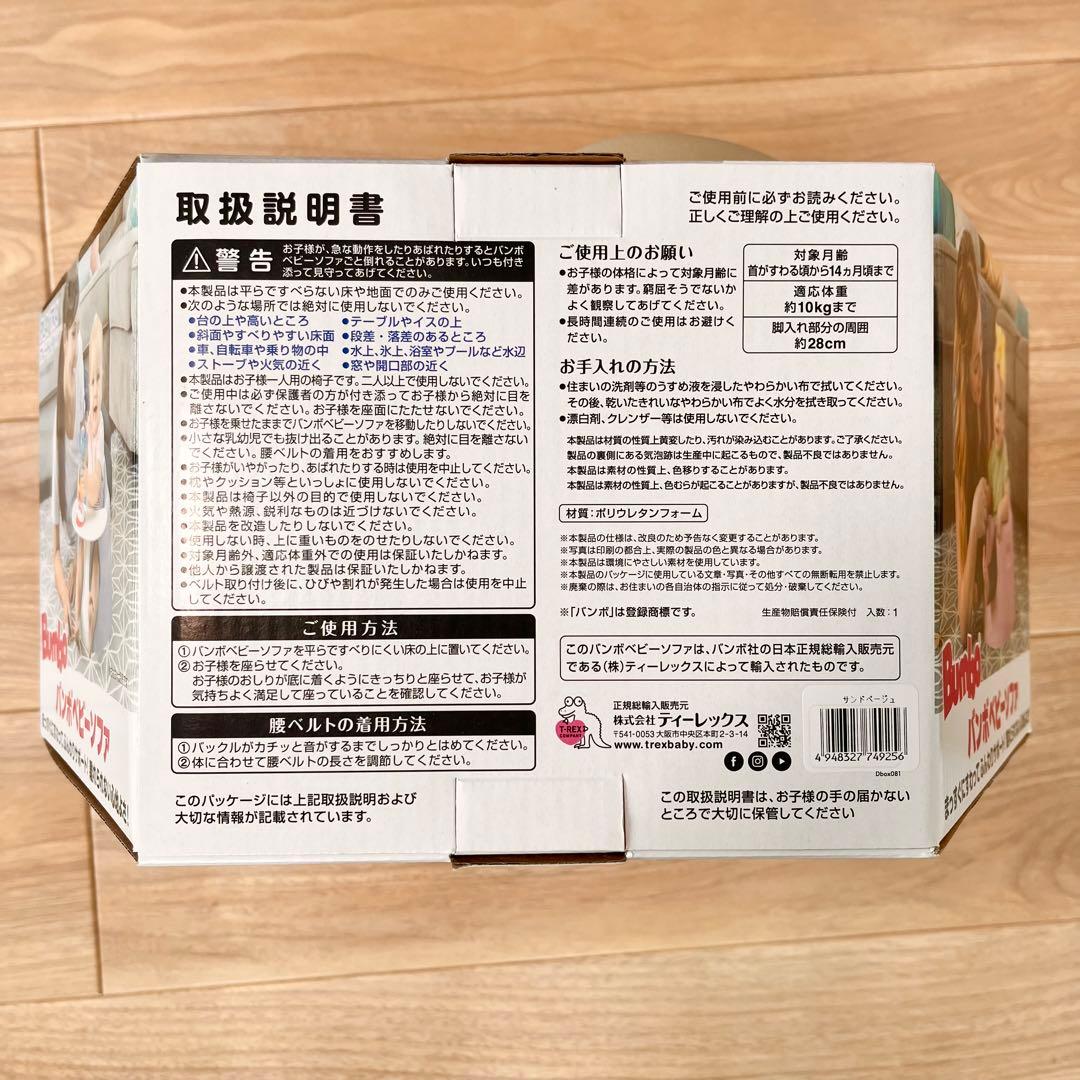 取扱説明書
ご使用前に必ずお読みください。
正しくご理解の上ご使用ください。
警告
お子様が、急な動作をしたりあばれたりするとバンボ
ベビーソファごと倒れることがあります。いつも付き
添って見守ってあげてください。
●本製品は平らですべらない床や地面でのみご使用ください。
●次のような場所では絶対に使用しないでください。
●台の上や高いところ ●テーブルやイスの上
●斜面やすべりやすい床面 ●段差・落差のあるところ
●車、自転車や乗り物の中 ●水上、氷上、浴室やプールなど水辺
●ストーブや火気の近く ●窓や開口部の近く
●本製品はお子様一人用の椅子です。二人以上で使用しないでください。
●ご使用中は必ず保護者の方が付き添ってお子様から絶対に目を
離さないでください。お子様を座面にたたせないでください。
●お子様を乗せたままでバンボベビーソファを移動したりしないでください。
●小さな乳幼児でも抜け出ることがあります。絶対に目を離さない
でください。腰ベルトの着用をおすすめします。
●お子様がいやがったり、あばれたりする時は使用を中止してください。
●枕やクッション等といっしょに使用しないでください。
●本製品は椅子以外の目的で使用しないでください。
●火気や熱源、鋭利なものは近づけないでください。
●本製品を改造したりしないでください。
●使用しない時、上に重いものをのせたりしないでください。
●対象月齢外、適応体重外での使用は保証いたしかねます。
●他人から譲渡された製品は保証いたしかねます。
●ベルト取り付け後に、ひびや割れが発生した場合は使用を中止
してください。
ご使用方法
①バンボベビーソファを平らですべりにくい床の上に置いてください。
②お子様を座らせてください。
お子様のおしりが底に着くようにきっちりと座らせて、お子様が
気持ちよく満足して座っていることを確認してください。
腰ベルトの着用方法
①バックルがカチッと音がするまでしっかりとはめてください。
②体に合わせて腰ベルトの長さを調節してください。
このパッケージには上記取扱説明および
大切な情報が記載されています。
ご使用上のお願い
●お子様の体格によって対象月齢に
差があります。窮屈そうでないか
よく観察してあげてください。
●長時間連続のご使用はお避けくだ
さい。
対象月齢
首がすわる頃から14ヵ月頃まで
適応体重
約10kgまで
脚入れ部分の周囲
約28cm
お手入れの方法
●住まいの洗剤等のうすめ液を浸したやわらかい布で拭いてください。
その後、乾いたきれいなやわらかい布でよく水分を拭き取ってください。
●漂白剤、クレンザー等は使用しないでください。
本製品は材質の性質上黄変したり、汚れが染み込むことがあります。ご了承ください。
製品の裏側にある気泡跡は生産中に起こるもので、製品不良ではありません。
本製品は素材の性質上、色移りすることがあります。
本製品は素材の性質上、色むらが起こることがありますが、製品不良ではありません。
材質：ポリウレタンフォーム
※本製品の仕様は、改良のため予告なく変更することがあります。
※写真は印刷の都合上、実際の製品の色と異なる場合があります。
※本製品は環境にやさしい素材を使用しています。
※本製品のパッケージに使用している文章・写真・その他すべての無断転用を禁止します。
※廃棄の際は、お住まいの各自治体の指示に従って処分・破棄してください。
※「バンボ」は登録商標です。 生産物賠償責任保険付 入数：1
このバンボベビーソファは、バンボ社の日本正規総輸入販売元
である（株）ティーレックスによって輸入されたものです。
T-REX
COMPANY
正規総輸入販売元
株式会社ティーレックス
〒541-0053 大阪市中央区本町2-3-14
www.trexbaby.com
サンドベージュ
4 948327 749256
Dbox081
この取扱説明書は、お子様の手の届かない
ところで大切に保管してください
Bumbo
バンボベビーソファ
Bumbo
バンボベビーソファ